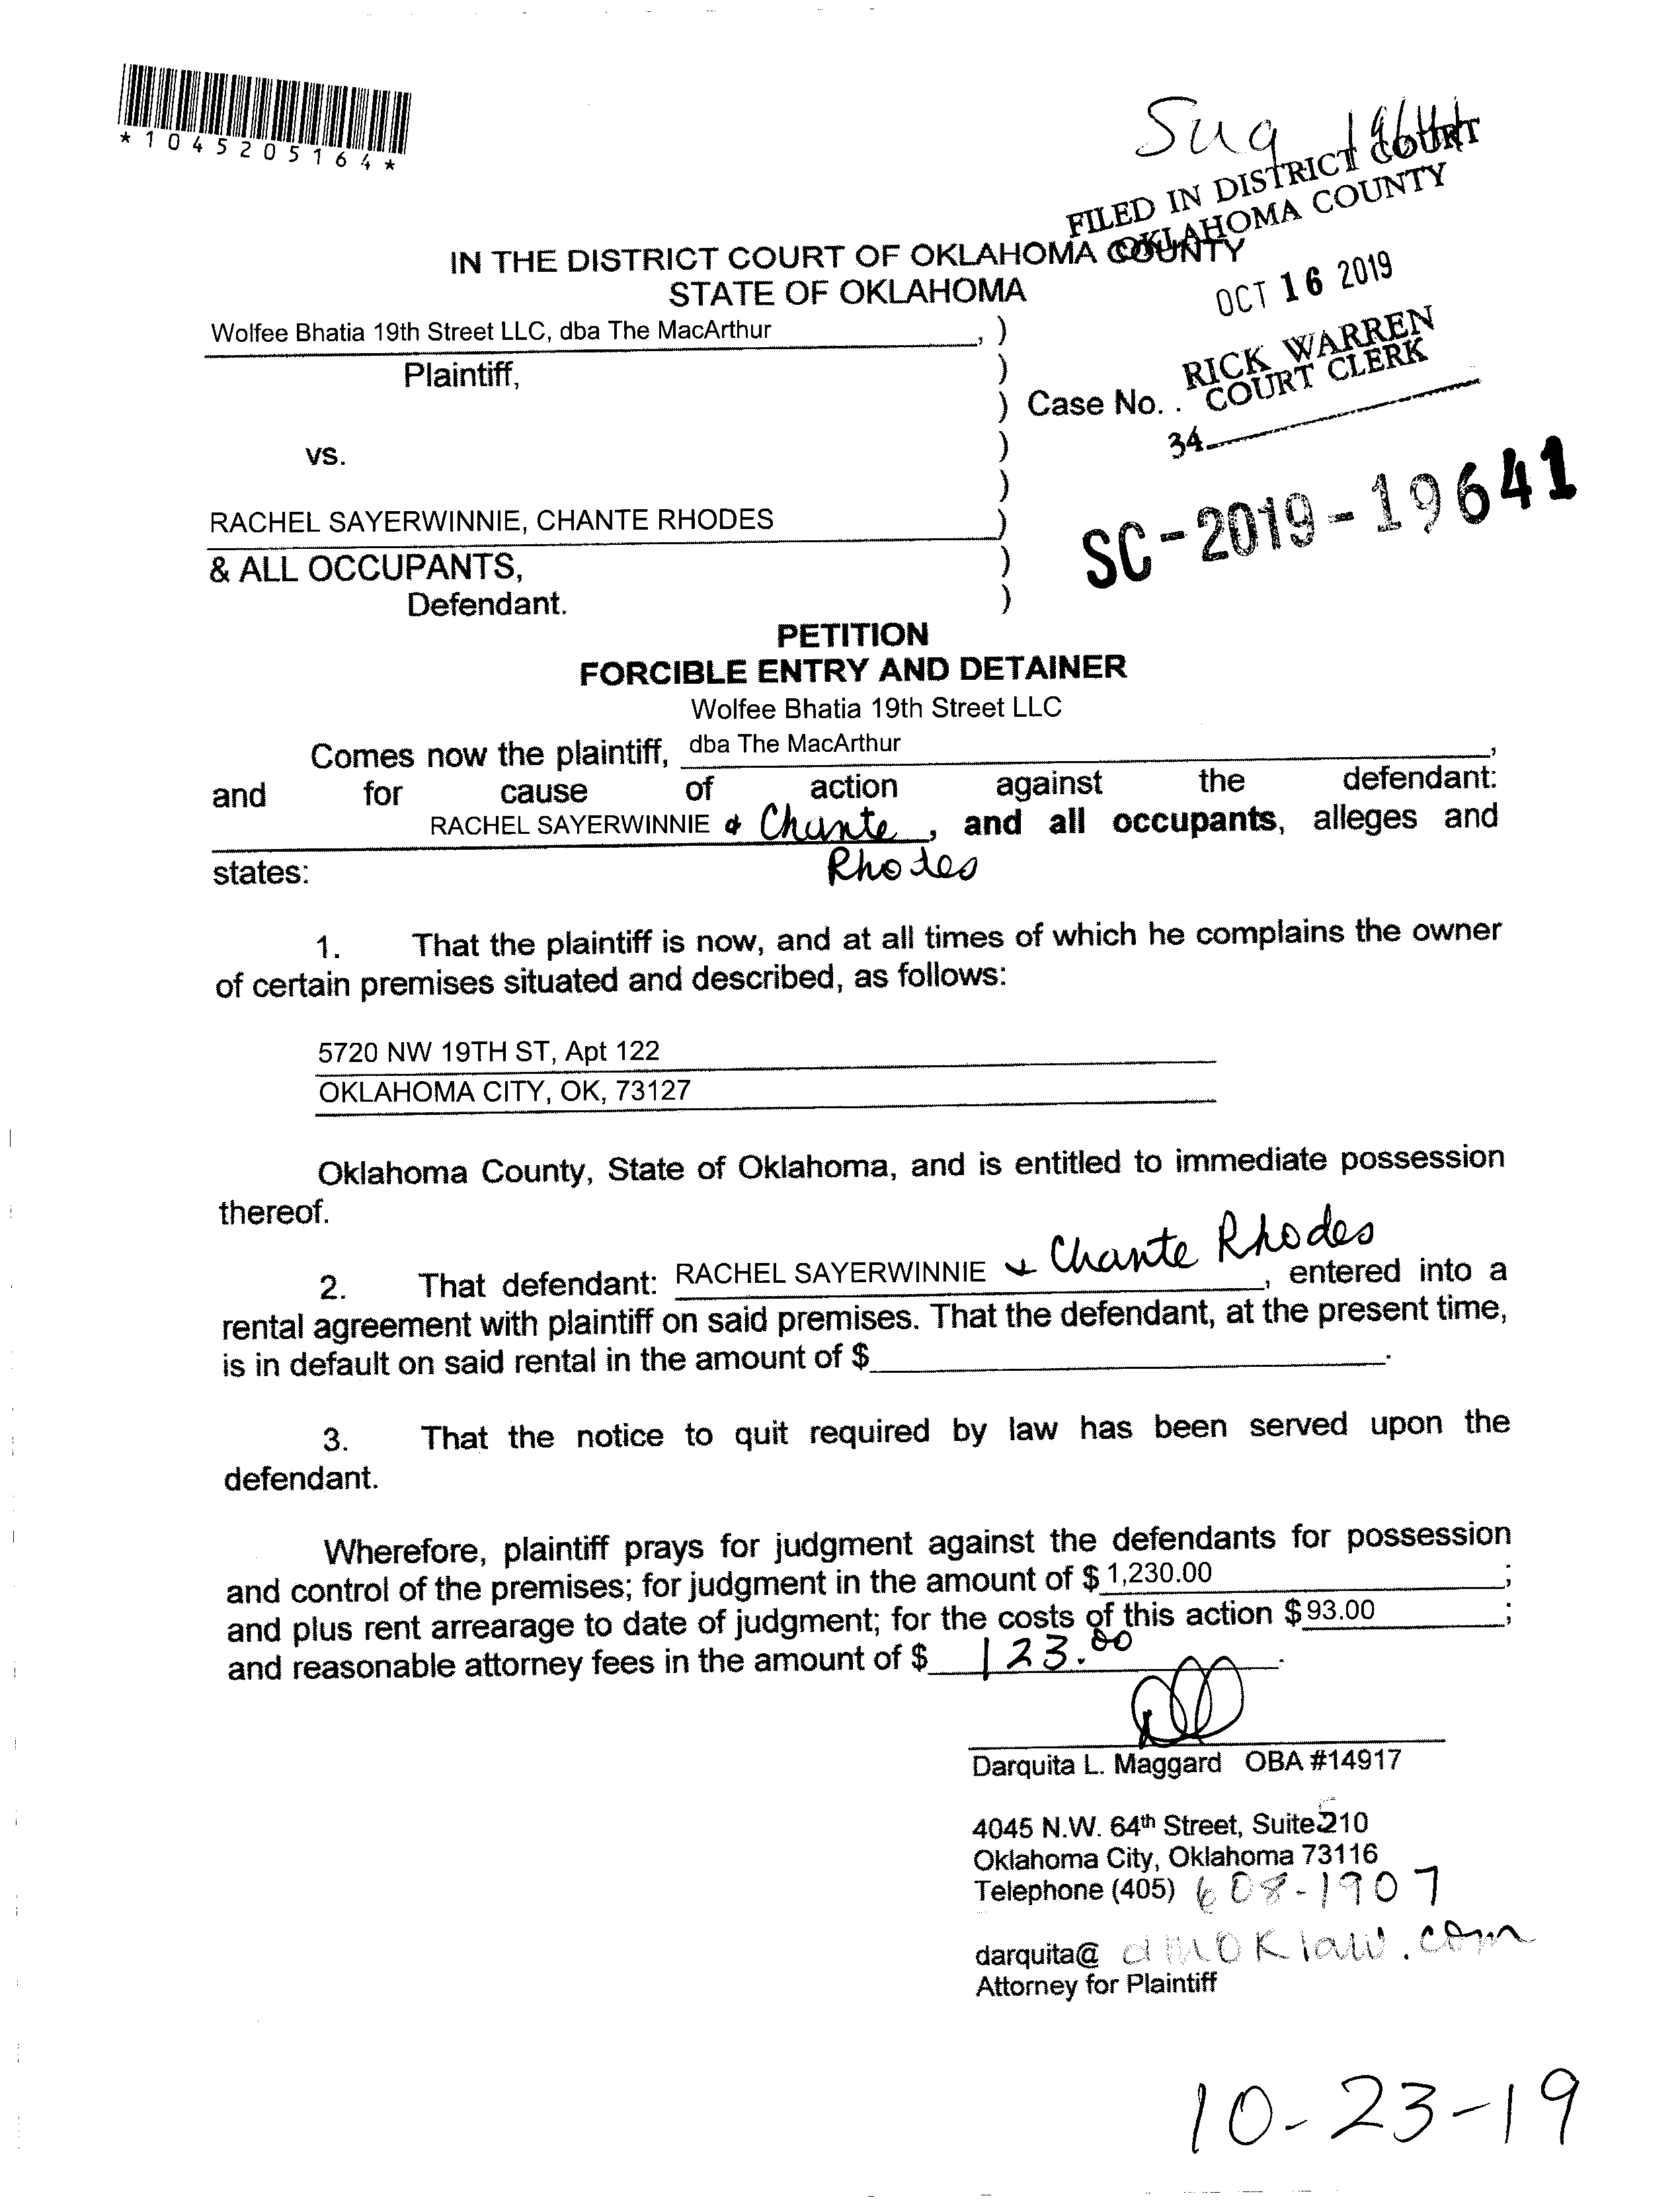 *1045205164*
FILED IN DISTRICT COURT
OKLAHOMA COUNTY
IN THE DISTRICT COURT OF OKLAHOMA COUNTY
STATE OF OKLAHOMA
OCT 16 2019
Wolfee Bhatia 19th Street LLC, dba The MacArthur , )
Plaintiff, )
RICK WARREN
COURT CLERK
) Case No. .
34
vs. )
)
RACHEL SAYERWINNIE, CHANTE RHODES )
SC-2019-19641
& ALL OCCUPANTS, )
Defendant. )
PETITION
FORCIBLE ENTRY AND DETAINER
Wolfee Bhatia 19th Street LLC
Comes now the plaintiff, dba The MacArthur ,
and for cause of action against the defendant:
RACHEL SAYERWINNIE & Chante , and all occupants, alleges and
Rhodes
states:
1. That the plaintiff is now, and at all times of which he complains the owner
of certain premises situated and described, as follows:
5720 NW 19TH ST, Apt 122
OKLAHOMA CITY, OK, 73127
Oklahoma County, State of Oklahoma, and is entitled to immediate possession
thereof.
2. That defendant: RACHEL SAYERWINNIE + Chante Rhodes , entered into a
rental agreement with plaintiff on said premises. That the defendant, at the present time,
is in default on said rental in the amount of $ .
3. That the notice to quit required by law has been served upon the
defendant.
Wherefore, plaintiff prays for judgment against the defendants for possession
and control of the premises; for judgment in the amount of $ 1,230.00 ;
and plus rent arrearage to date of judgment; for the costs of this action $ 93.00 ;
and reasonable attorney fees in the amount of $ 123.00 .
Darquita L. Maggard OBA #14917
4045 N.W. 64th Street, Suite 510
Oklahoma City, Oklahoma 73116
Telephone (405) 608-1907
darquita@ dmoklaw.com
Attorney for Plaintiff
10-23-19